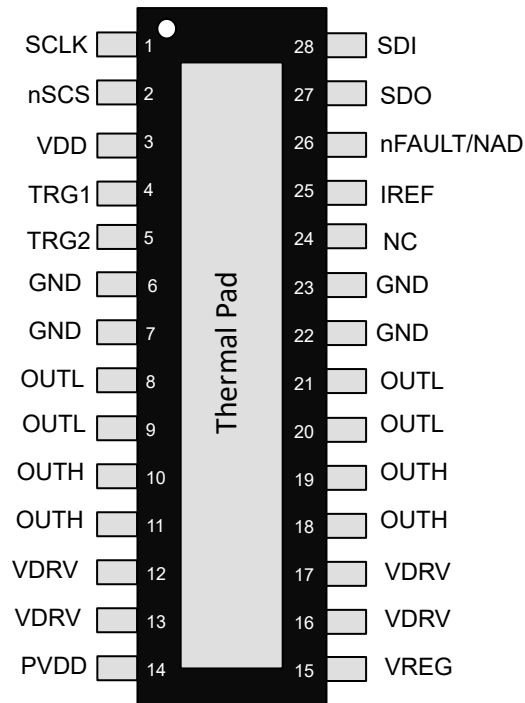 SCLK 1 28 SDI
nSCS 2 27 SDO
VDD 3 26 nFAULT/NAD
TRG1 4 25 IREF
TRG2 5 24 NC
GND 6 23 GND
GND 7 22 GND
OUTL 8 21 OUTL
OUTL 9 20 OUTL
OUTH 10 19 OUTH
OUTH 11 18 OUTH
VDRV 12 17 VDRV
VDRV 13 16 VDRV
PVDD 14 15 VREG
Thermal Pad